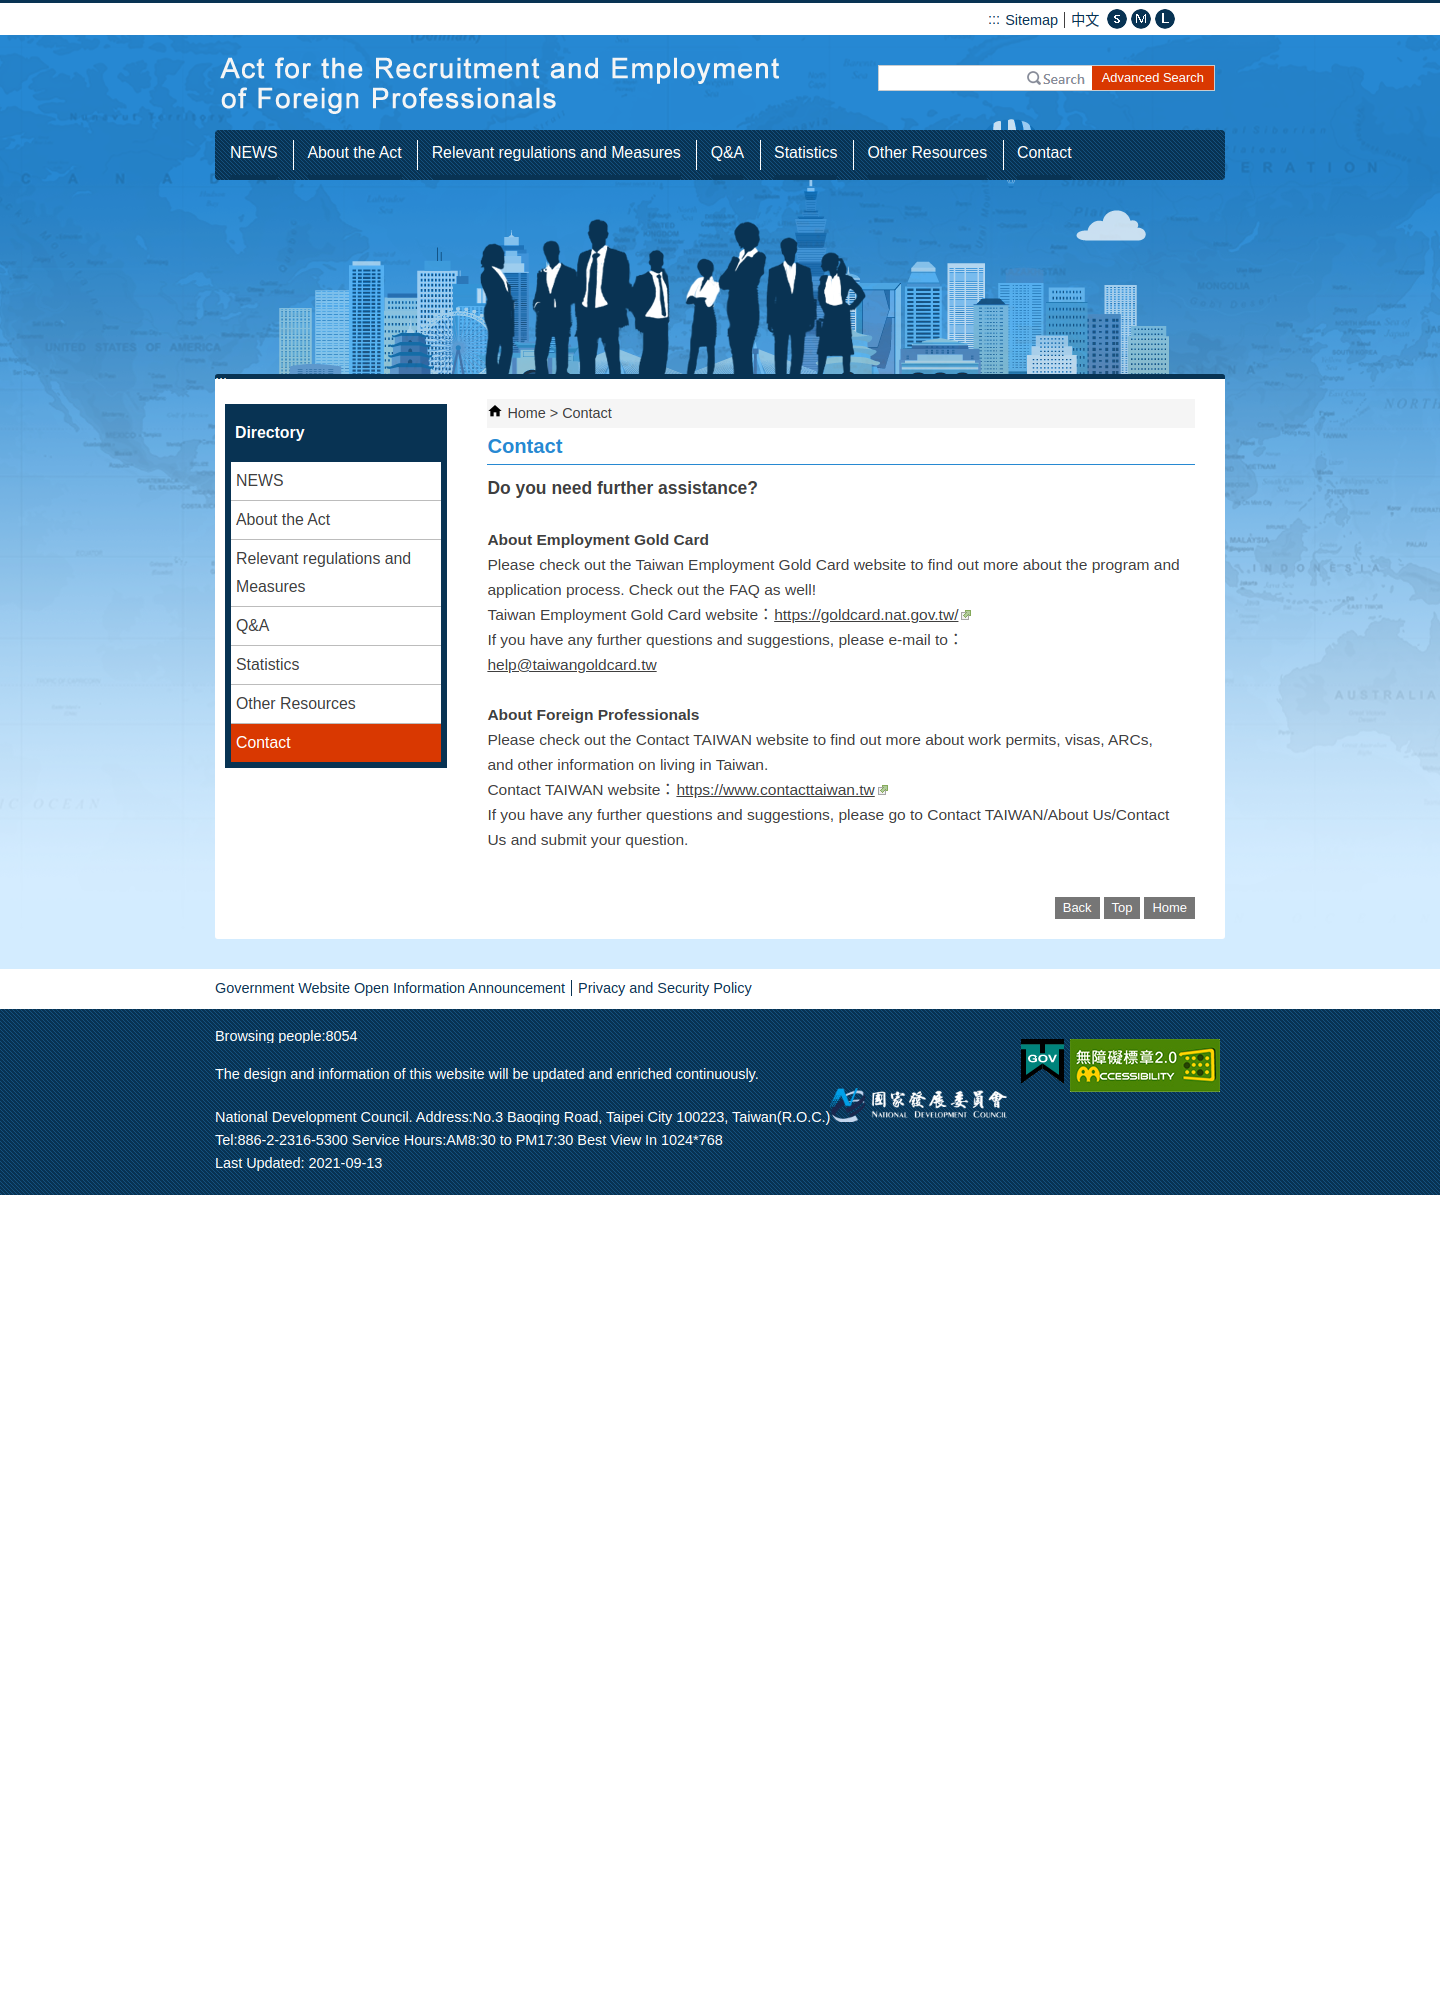 ::: Sitemap 中文 S M L
Act for the Recruitment and Employment
of Foreign Professionals
Search Advanced Search
NEWS About the Act Relevant regulations and Measures Q&A Statistics Other Resources Contact
:::
Home > Contact
Directory
NEWS
About the Act
Relevant regulations and
Measures
Q&A
Statistics
Other Resources
Contact
Contact
Do you need further assistance?
About Employment Gold Card
Please check out the Taiwan Employment Gold Card website to find out more about the program and
application process. Check out the FAQ as well!
Taiwan Employment Gold Card website：https://goldcard.nat.gov.tw/
If you have any further questions and suggestions, please e-mail to：
help@taiwangoldcard.tw
About Foreign Professionals
Please check out the Contact TAIWAN website to find out more about work permits, visas, ARCs,
and other information on living in Taiwan.
Contact TAIWAN website：https://www.contacttaiwan.tw
If you have any further questions and suggestions, please go to Contact TAIWAN/About Us/Contact
Us and submit your question.
Back Top Home
Government Website Open Information Announcement Privacy and Security Policy
Browsing people:8054
GOV
無障礙標章2.0
ACCESSIBILITY
The design and information of this website will be updated and enriched continuously.
國家發展委員會
NATIONAL DEVELOPMENT COUNCIL
National Development Council. Address:No.3 Baoqing Road, Taipei City 100223, Taiwan(R.O.C.)
Tel:886-2-2316-5300 Service Hours:AM8:30 to PM17:30 Best View In 1024*768
Last Updated: 2021-09-13